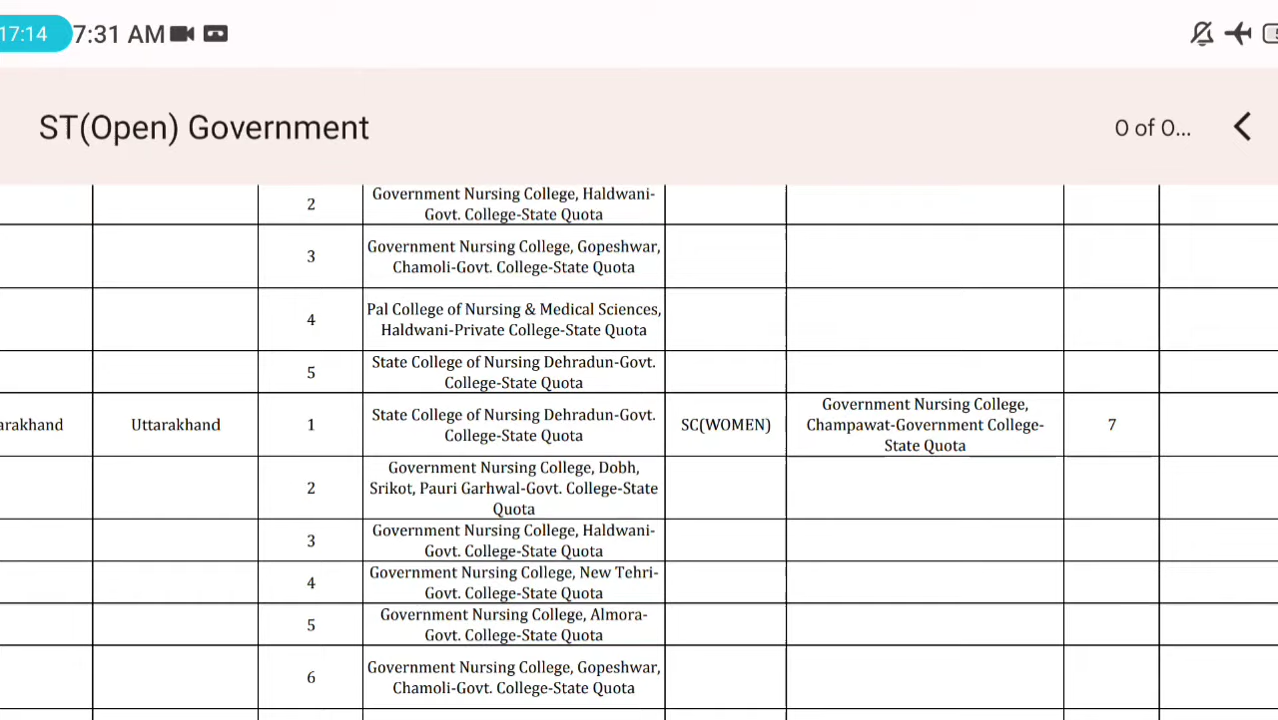 17:14 7:31 AM
ST(Open) Government
0 of 0...
2
Government Nursing College, Haldwani-
Govt. College-State Quota
3
Government Nursing College, Gopeshwar,
Chamoli-Govt. College-State Quota
4
Pal College of Nursing & Medical Sciences,
Haldwani-Private College-State Quota
5
State College of Nursing Dehradun-Govt.
College-State Quota
arakhand
Uttarakhand
1
State College of Nursing Dehradun-Govt.
College-State Quota
SC(WOMEN)
Government Nursing College,
Champawat-Government College-
State Quota
7
2
Government Nursing College, Dobh,
Srikot, Pauri Garhwal-Govt. College-State
Quota
3
Government Nursing College, Haldwani-
Govt. College-State Quota
4
Government Nursing College, New Tehri-
Govt. College-State Quota
5
Government Nursing College, Almora-
Govt. College-State Quota
6
Government Nursing College, Gopeshwar,
Chamoli-Govt. College-State Quota